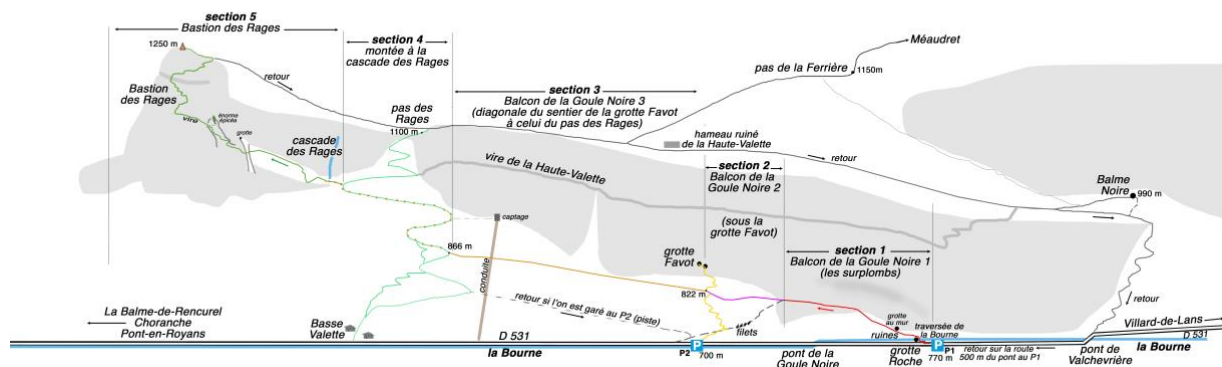 section 5
Bastion des Rages
1250 m
section 4
montée à la
cascade des Rages
Méaudret
pas de la Ferrière
1150m
retour
Bastion
des Rages
section 3
Balcon de la Goule Noire 3
(diagonale du sentier de la grotte Favot
à celui du pas des Rages)
pas des
Rages
1100 m
vire
énorme
épicéa
grotte
cascade
des Rages
hameau ruiné
de la Haute-Valette
retour
vire de la Haute-Valette
section 2
Balcon de la
Goule Noire 2
Balme
Noire
990 m
captage
(sous la
grotte Favot)
866 m
conduite
grotte
Favot
section 1
Balcon de la Goule Noire 1
(les surplombs)
822 m
retour si l'on est garé au P2 (piste)
filets
grotte
au mur
ruines
traversée de
la Bourne
retour
La Balme-de-Rencurel
Choranche
Pont-en-Royans
Basse
Valette
Villard-de-Lans
D 531
D 531
la Bourne
P2
P
700 m
pont de la
Goule Noire
grotte
Roche
P
P1
770 m
retour sur la route
500 m du pont au P1
pont de
Valchevrière
la Bourne